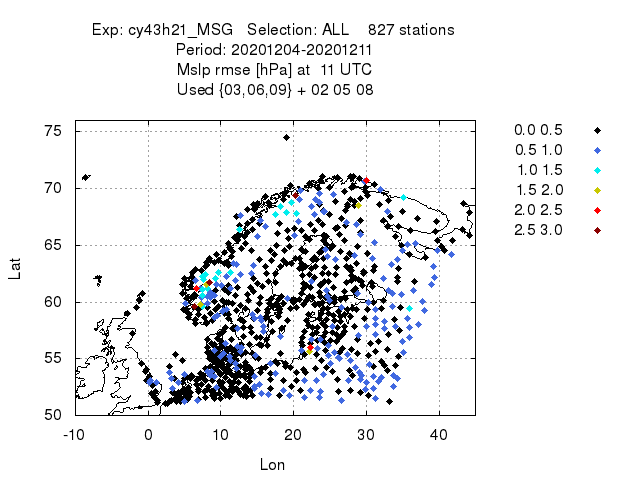 Exp: cy43h21_MSG Selection: ALL 827 stations
Period: 20201204-20201211
Mslp rmse [hPa] at 11 UTC
Used {03,06,09} + 02 05 08
0.0 0.5
0.5 1.0
1.0 1.5
1.5 2.0
2.0 2.5
2.5 3.0
75
70
65
60
55
50
Lat
-10 0 10 20 30 40
Lon